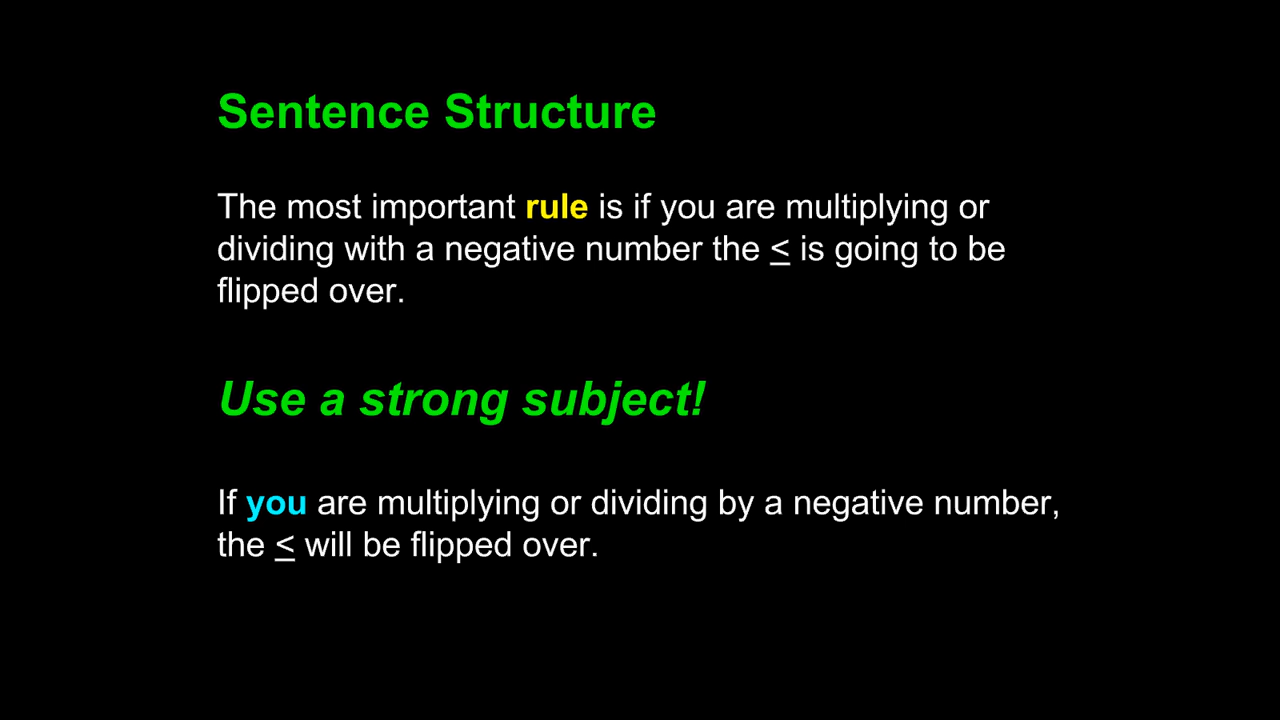 Sentence Structure
The most important rule is if you are multiplying or
dividing with a negative number the < is going to be
flipped over.
Use a strong subject!
If you are multiplying or dividing by a negative number,
the < will be flipped over.